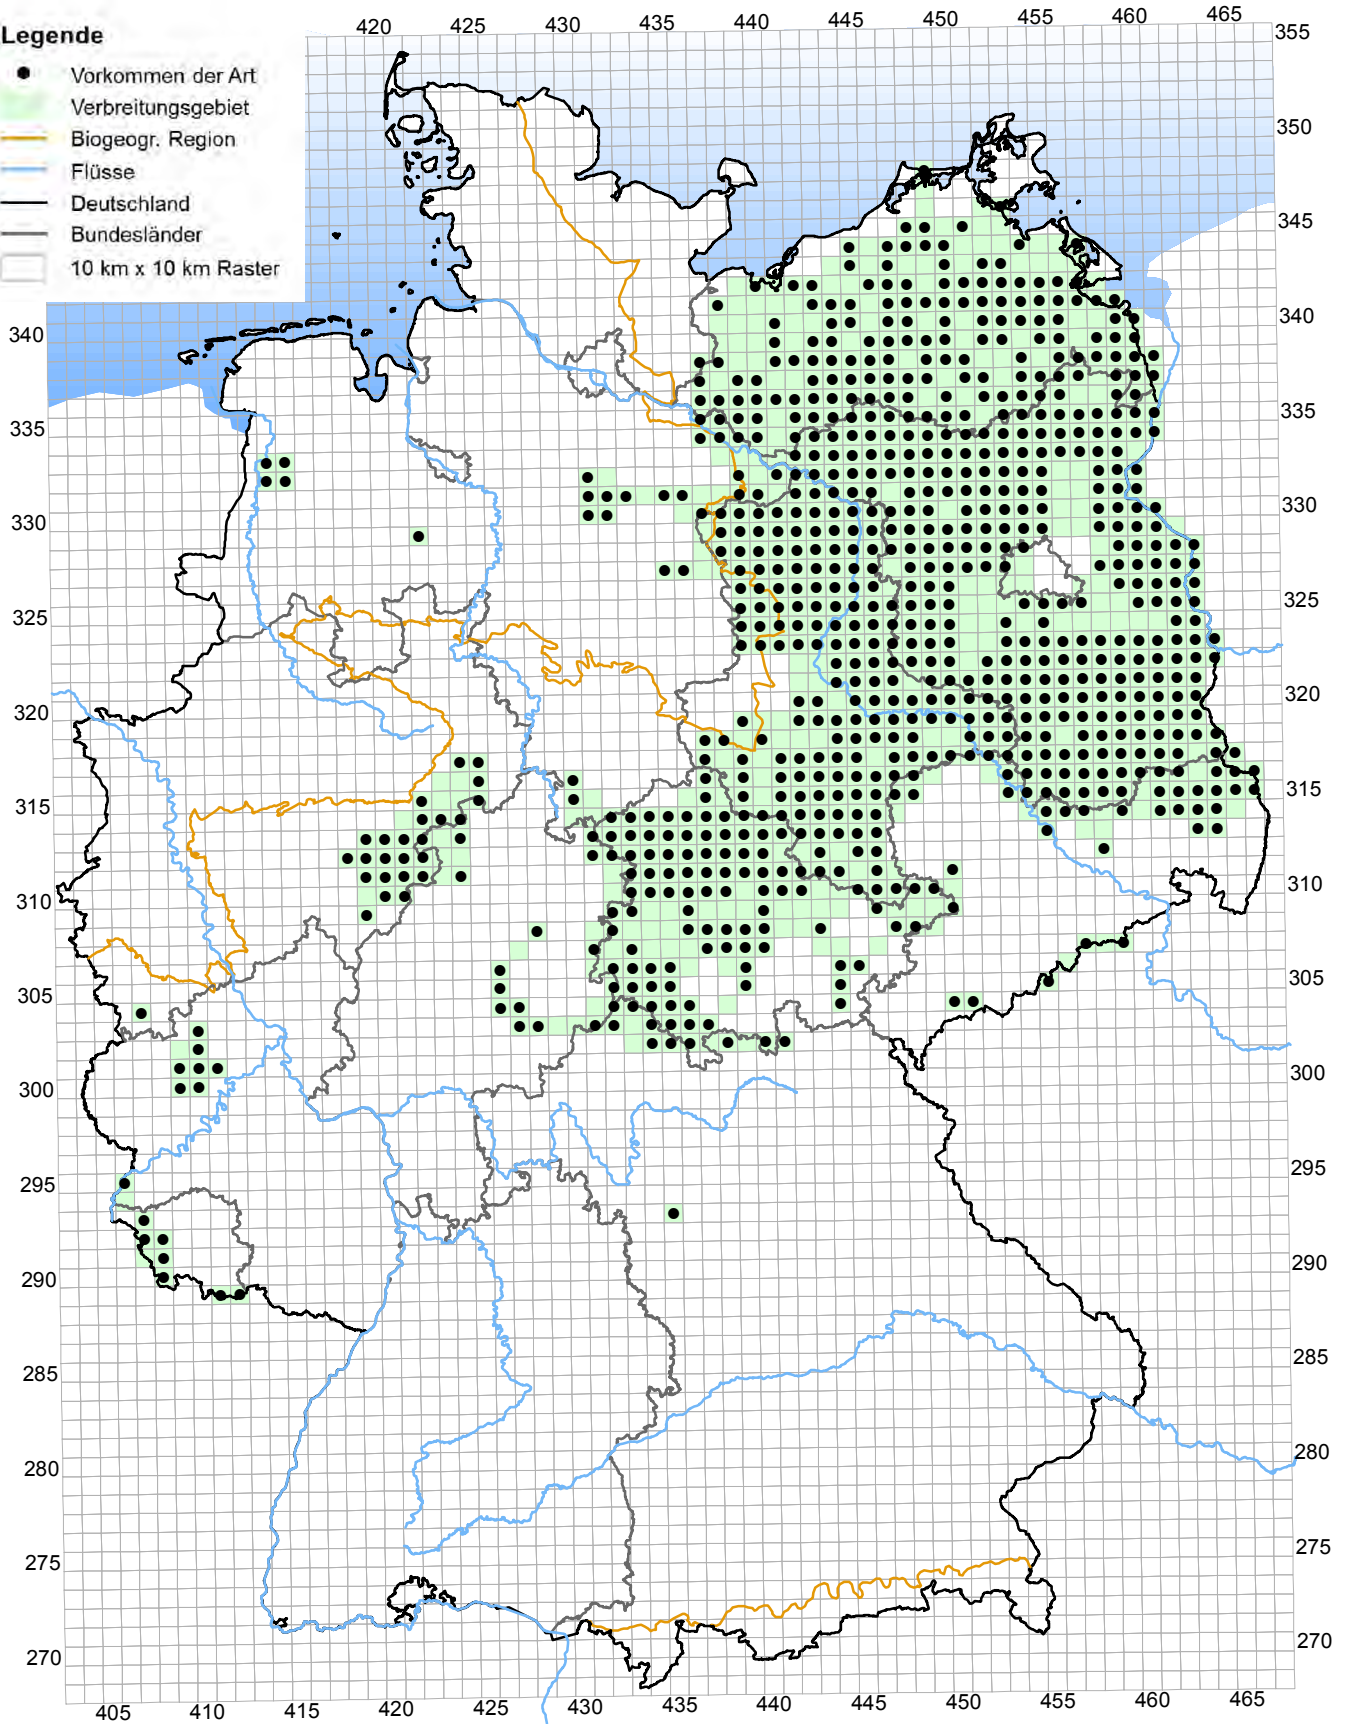 420 425 430 435 440 445 450 455 460 465
Legende
Vorkommen der Art
Verbreitungsgebiet
Biogeogr. Region
Flüsse
Deutschland
Bundesländer
10 km x 10 km Raster
355
350
345
340 340
335 335
330 330
325 325
320 320
315 315
310 310
305 305
300 300
295 295
290 290
285 285
280 280
275 275
270 270
405 410 415 420 425 430 435 440 445 450 455 460 465